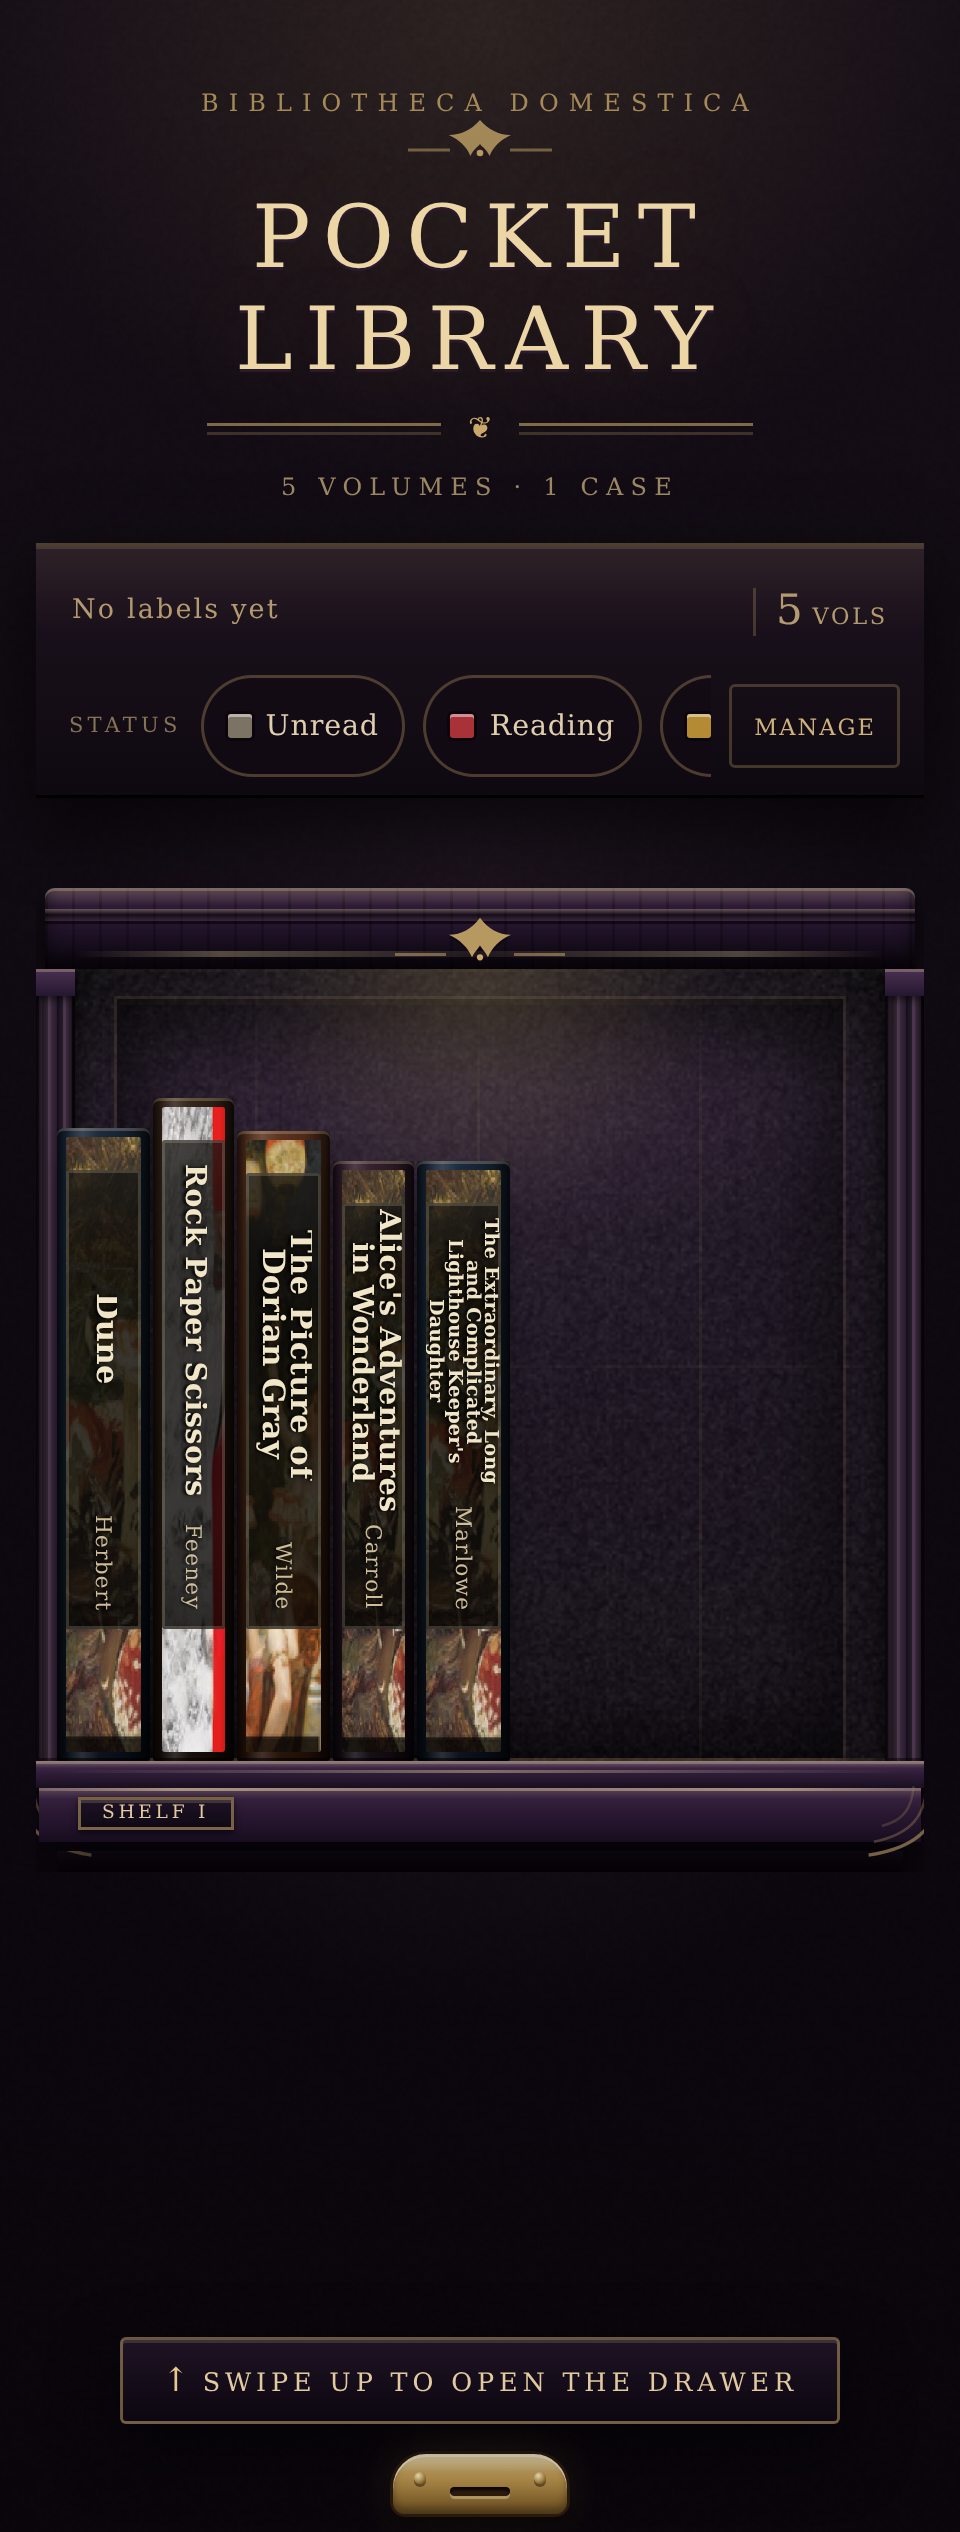 BIBLIOTHECA DOMESTICA
POCKET
LIBRARY
5 VOLUMES · 1 CASE
No labels yet
5 VOLS
STATUS
Unread
Reading
MANAGE
Dune
Herbert
Rock Paper Scissors
Feeney
The Picture of
Dorian Gray
Wilde
Alice's Adventures
in Wonderland
Carroll
The Extraordinary, Long
and Complicated
Lighthouse Keeper's
Daughter
Marlowe
SHELF I
↑ SWIPE UP TO OPEN THE DRAWER